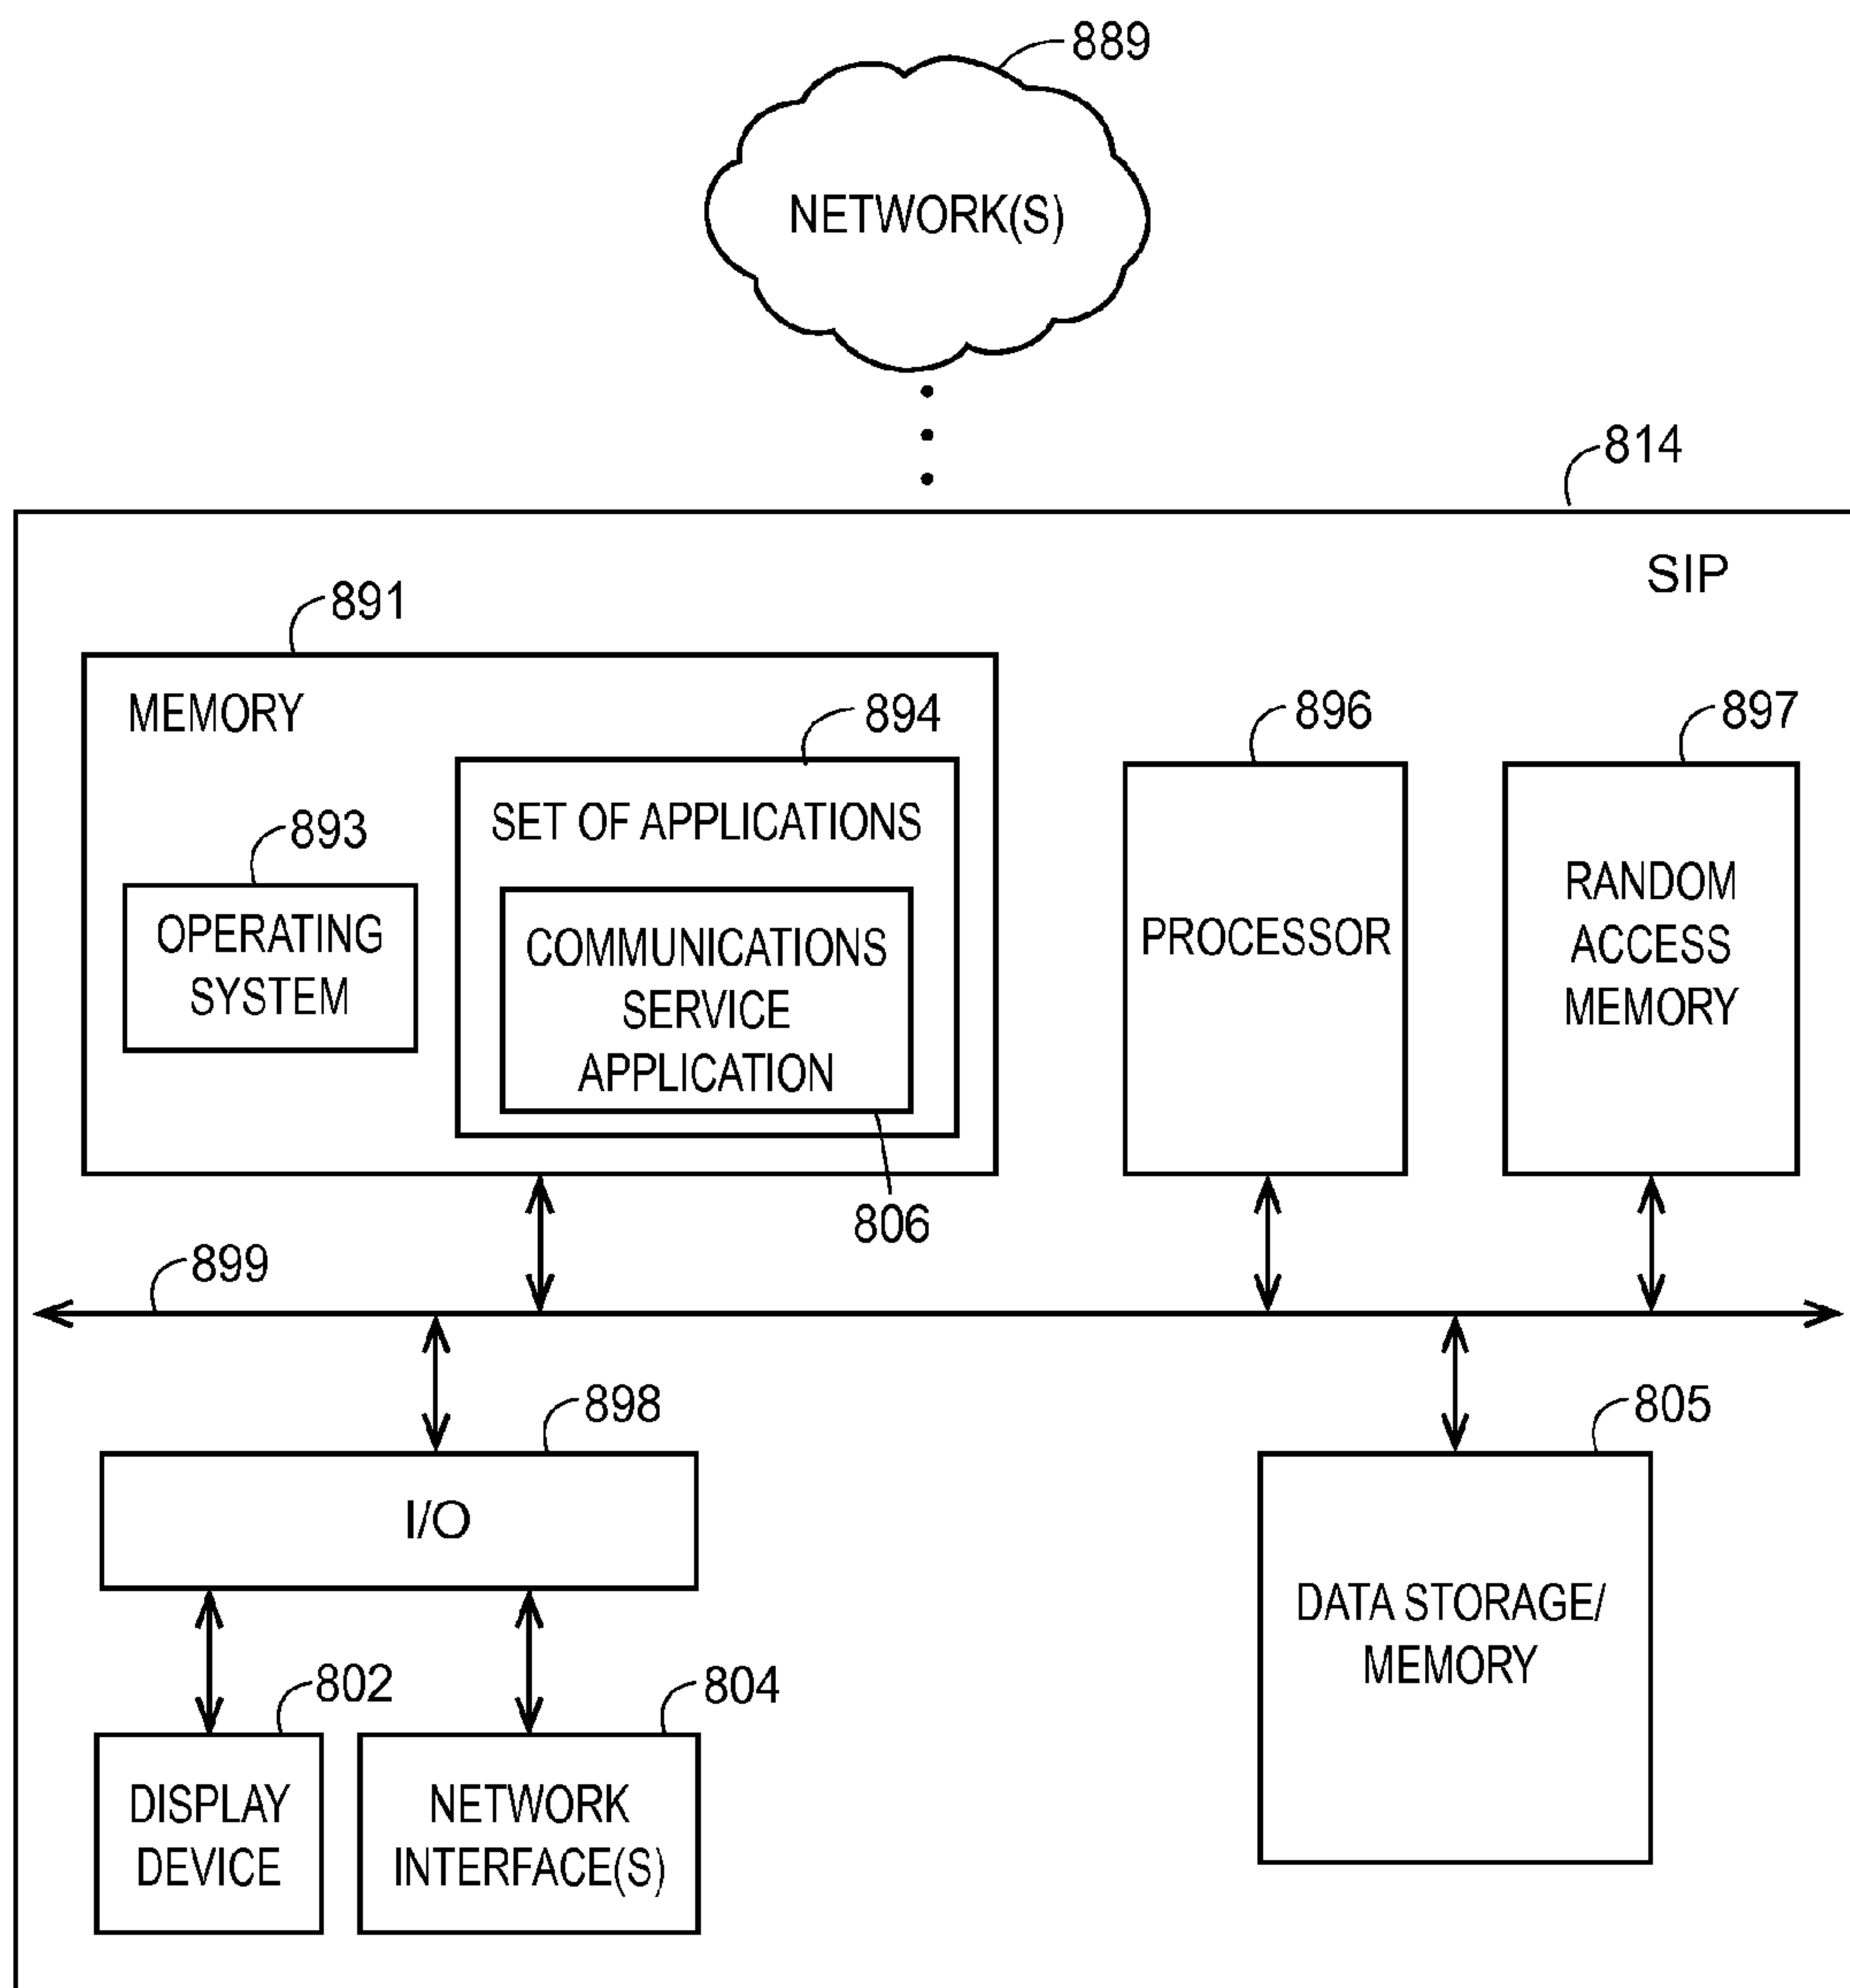 889
NETWORK(S)
814
SIP
891
MEMORY
894
896
897
SET OF APPLICATIONS
893
OPERATING
SYSTEM
COMMUNICATIONS
SERVICE
APPLICATION
PROCESSOR
RANDOM
ACCESS
MEMORY
806
899
898
805
I/O
DATA STORAGE/
MEMORY
802
804
DISPLAY
DEVICE
NETWORK
INTERFACE(S)